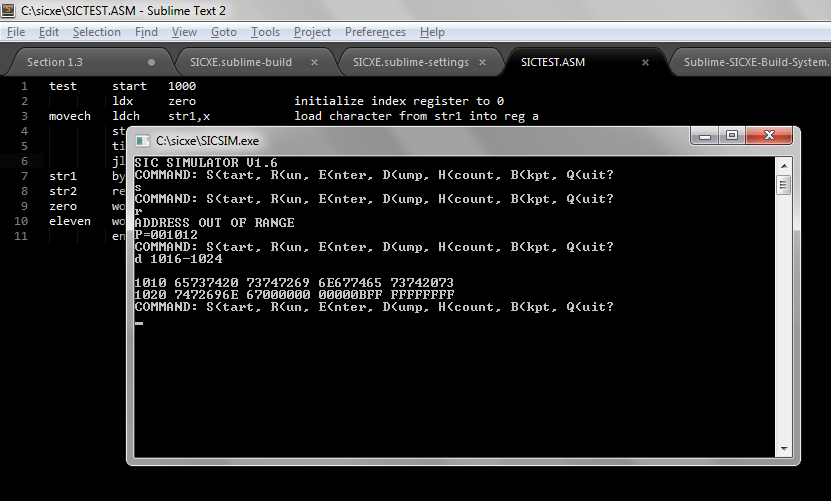 C:\sicxe\SICTEST.ASM - Sublime Text 2
File Edit Selection Find View Goto Tools Project Preferences Help
Section 1.3 SICXE.sublime-build SICXE.sublime-settings SICTEST.ASM Sublime-SICXE-Build-System.
1 test start 1000
2 ldx zero initialize index register to 0
3 movech ldch str1,x load character from str1 into reg a
4 st
5 ti
6 jl
7 str1 by
8 str2 re
9 zero wo
10 eleven wo
11 en
C:\sicxe\SICSIM.exe
SIC SIMULATOR V1.6
COMMAND: S(tart, R(un, E(nter, D(ump, H(count, B(kpt, Q(uit?
s
COMMAND: S(tart, R(un, E(nter, D(ump, H(count, B(kpt, Q(uit?
r
ADDRESS OUT OF RANGE
P=001012
COMMAND: S(tart, R(un, E(nter, D(ump, H(count, B(kpt, Q(uit?
d 1016-1024
1010 65737420 73747269 6E677465 73742073
1020 7472696E 67000000 00000BFF FFFFFFFF
COMMAND: S(tart, R(un, E(nter, D(ump, H(count, B(kpt, Q(uit?